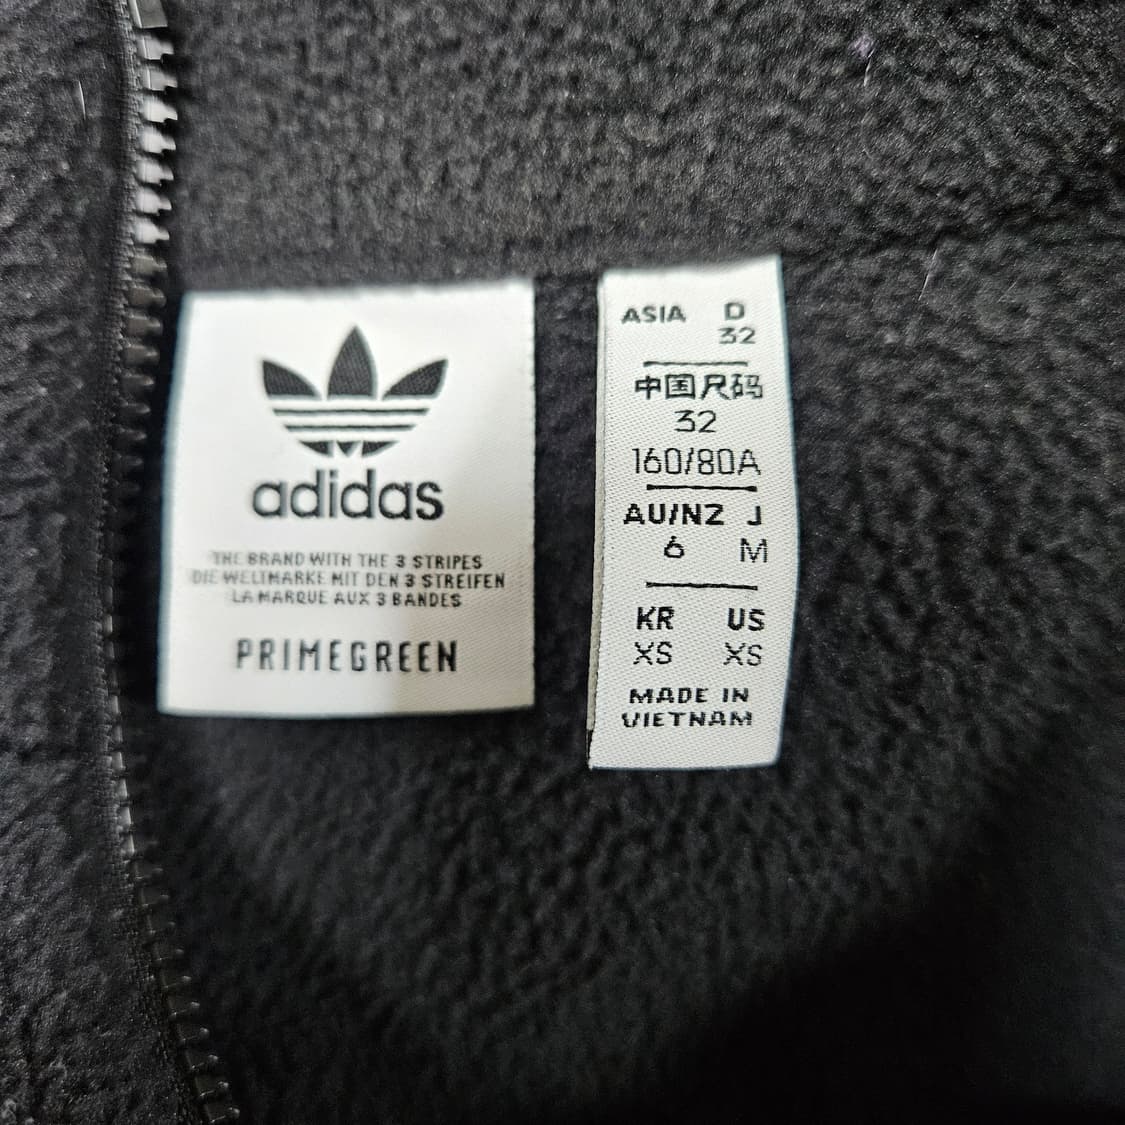 adidas
THE BRAND WITH THE 3 STRIPES
DIE WELTMARKE MIT DEN 3 STREIFEN
LA MARQUE AUX 3 BANDES
PRIMEGREEN
ASIA D
32
中国尺码
32
160/80A
AU/NZ J
6 M
KR US
XS XS
MADE IN
VIETNAM